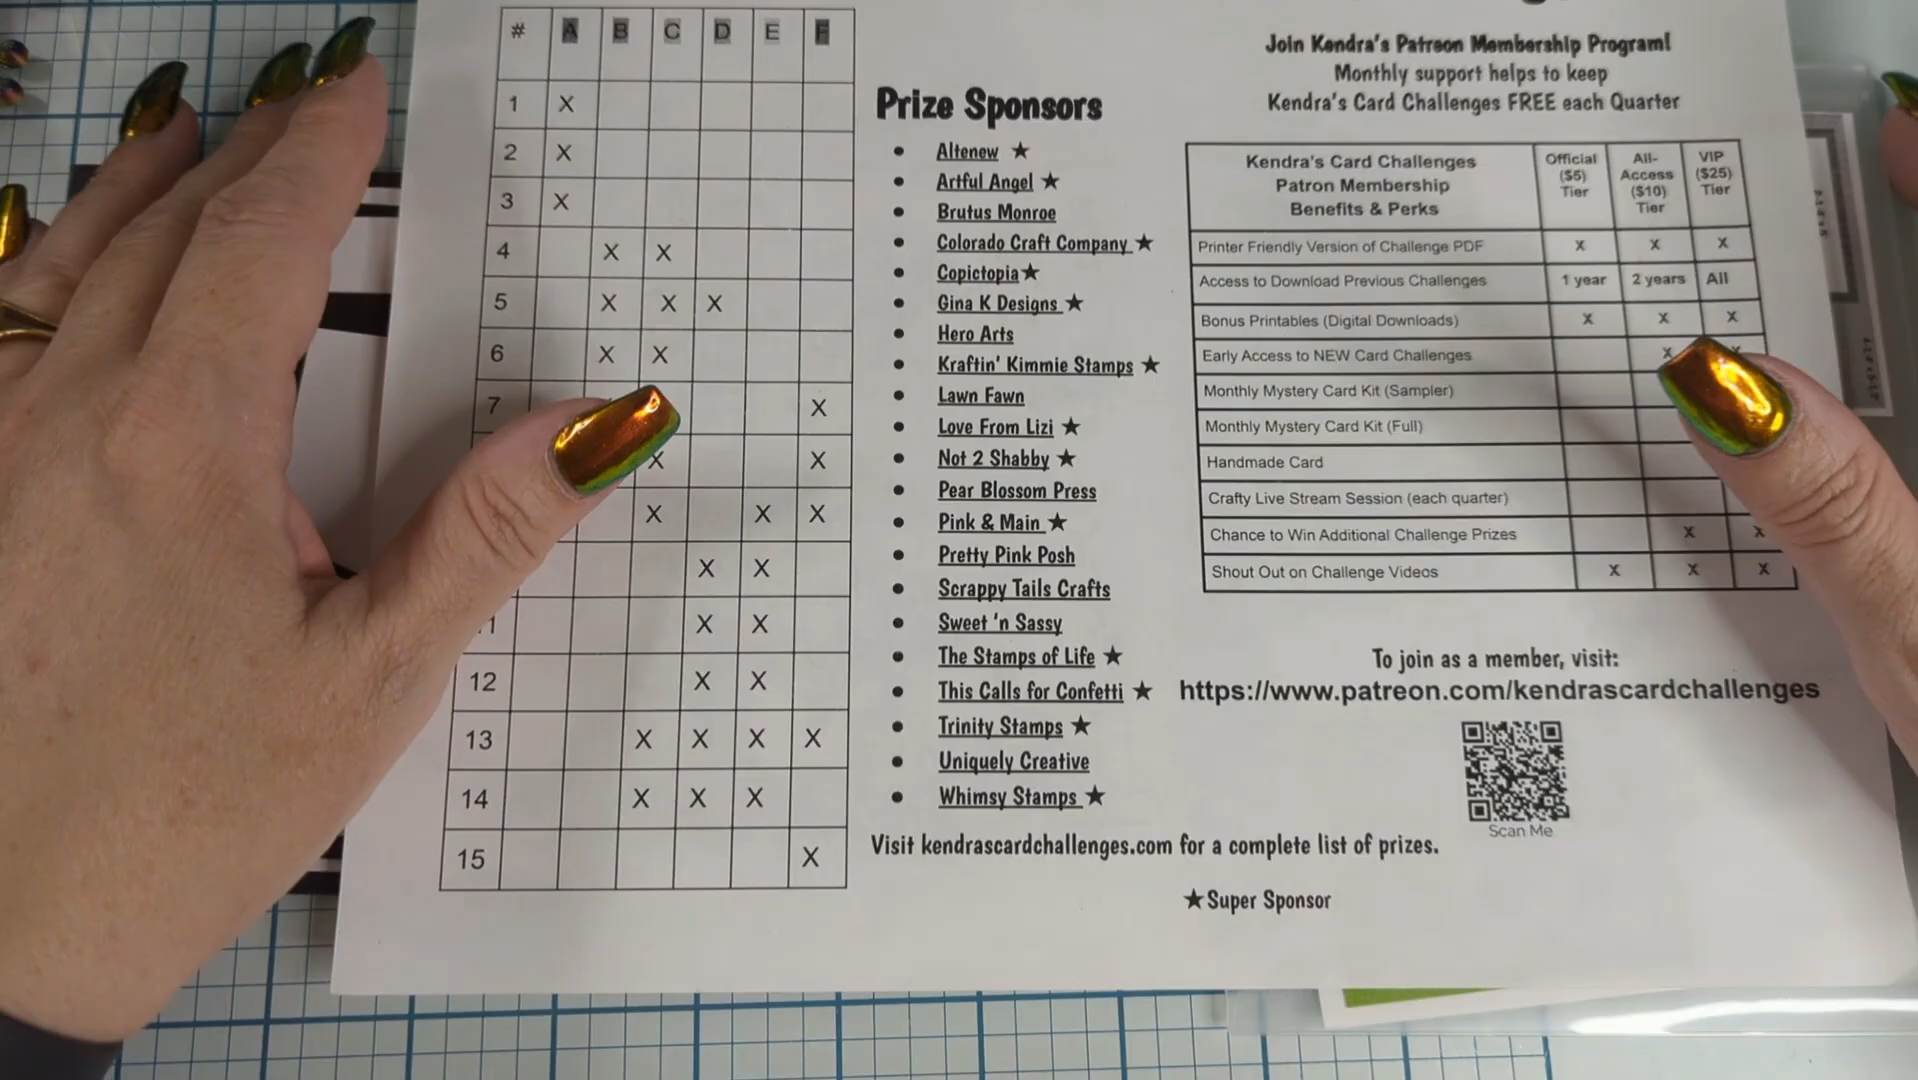 # A B C D E F
1 X
2 X
3 X
4 X X
5 X X X
6 X X
7 X
X X
X X X
X X
X X
12 X X
13 X X X X
14 X X X
15 X
Prize Sponsors
Altenew ★
Artful Angel ★
Brutus Monroe
Colorado Craft Company ★
Copictopia ★
Gina K Designs ★
Hero Arts
Kraftin' Kimmie Stamps ★
Lawn Fawn
Love From Lizi ★
Not 2 Shabby ★
Pear Blossom Press
Pink & Main ★
Pretty Pink Posh
Scrappy Tails Crafts
Sweet 'n Sassy
The Stamps of Life ★
This Calls for Confetti ★
Trinity Stamps ★
Uniquely Creative
Whimsy Stamps ★
Visit kendrascardchallenges.com for a complete list of prizes.
★Super Sponsor
Join Kendra's Patreon Membership Program!
Monthly support helps to keep
Kendra's Card Challenges FREE each Quarter
Kendra's Card Challenges
Patron Membership
Benefits & Perks
Official
($5)
Tier
All-
Access
($10)
Tier
VIP
($25)
Tier
Printer Friendly Version of Challenge PDF X X X
Access to Download Previous Challenges 1 year 2 years All
Bonus Printables (Digital Downloads) X X X
Early Access to NEW Card Challenges X
Monthly Mystery Card Kit (Sampler)
Monthly Mystery Card Kit (Full)
Handmade Card
Crafty Live Stream Session (each quarter)
Chance to Win Additional Challenge Prizes X X
Shout Out on Challenge Videos X X X
To join as a member, visit:
https://www.patreon.com/kendrascardchallenges
Scan Me